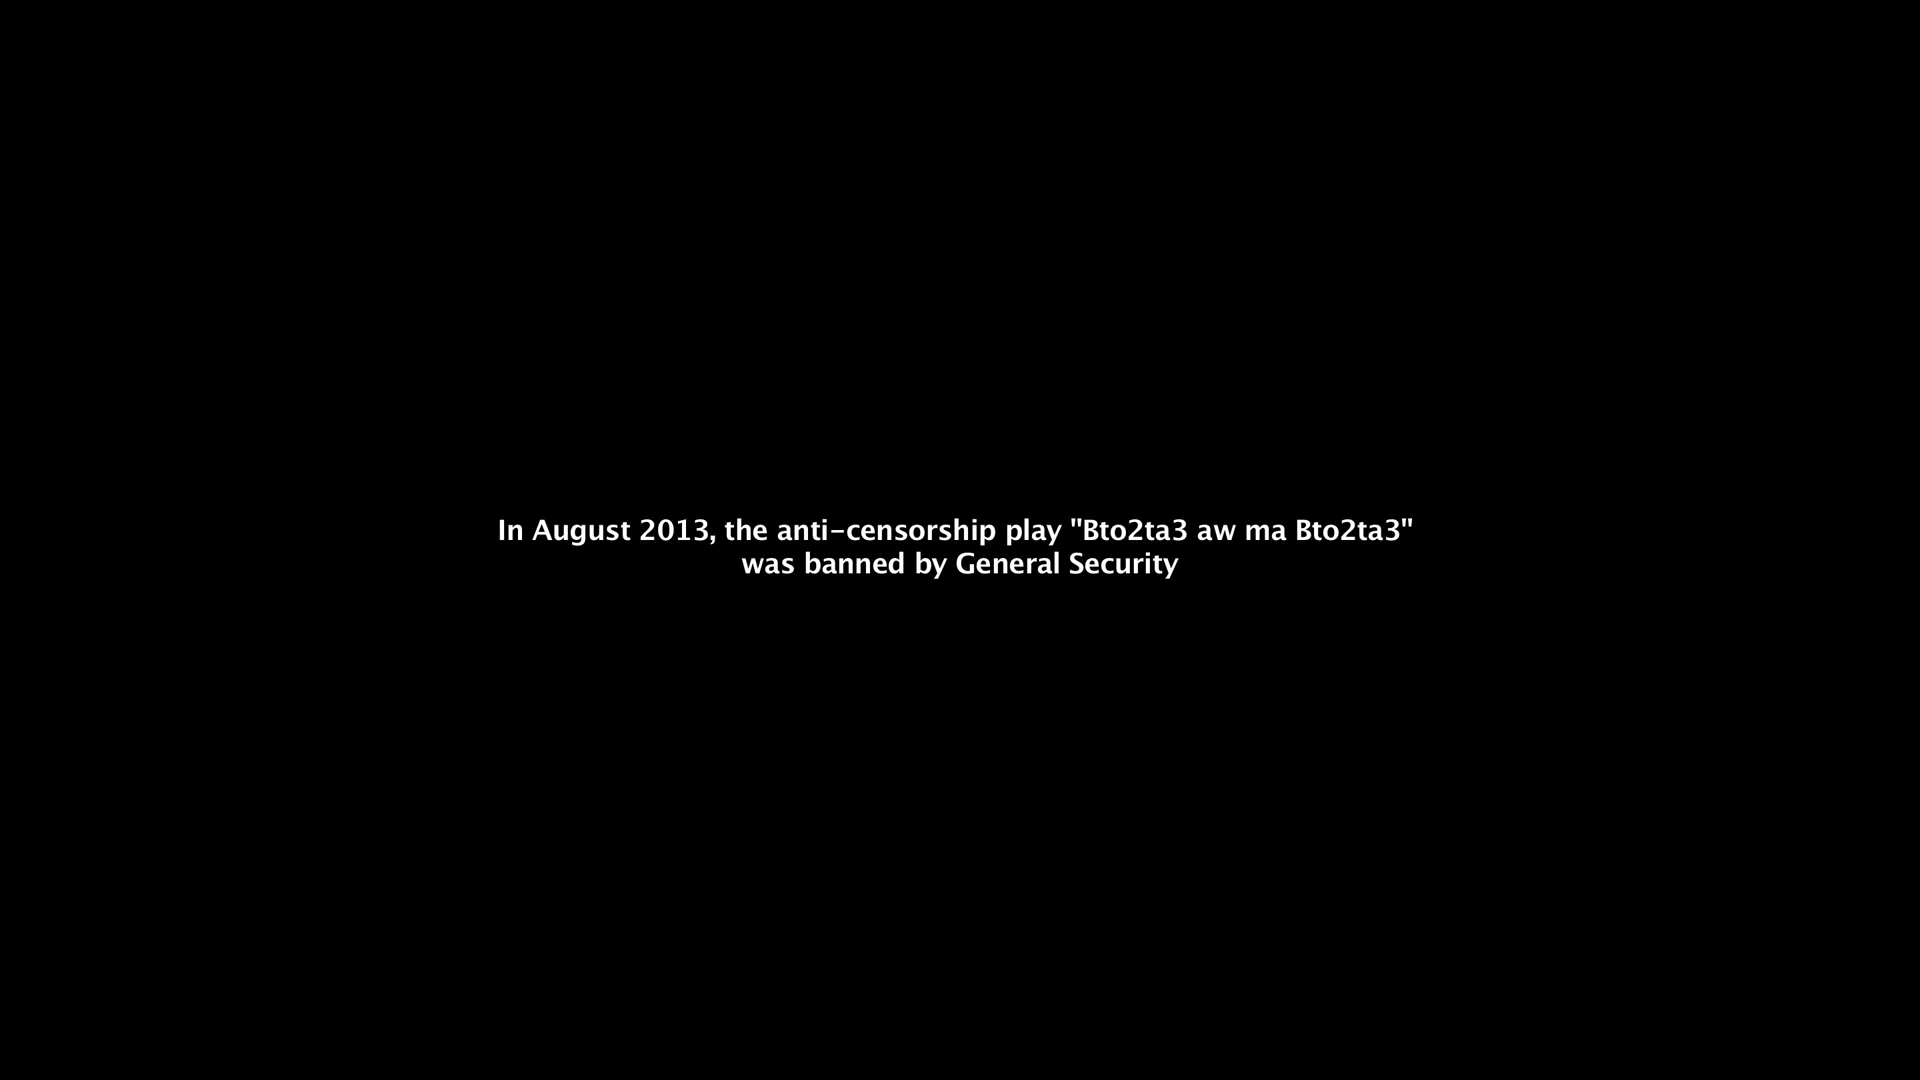 In August 2013, the anti-censorship play "Bto2ta3 aw ma Bto2ta3"
was banned by General Security